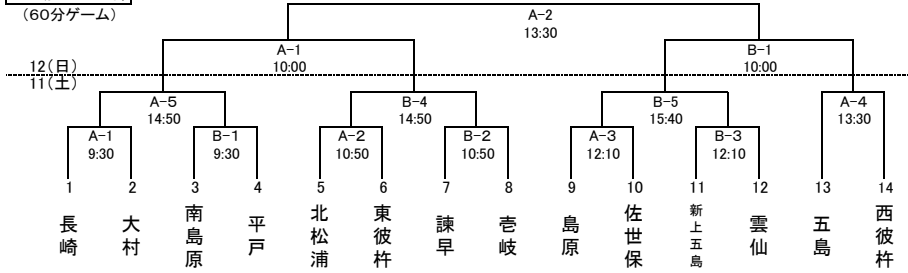 (60分ゲーム)
A-2
13:30
A-1
10:00
B-1
10:00
12(日)
11(土)
A-5
14:50
B-4
14:50
B-5
15:40
A-4
13:30
A-1
9:30
B-1
9:30
A-2
10:50
B-2
10:50
A-3
12:10
B-3
12:10
1 2 3 4 5 6 7 8 9 10 11 12 13 14
長崎
大村
南島原
平戸
北松浦
東彼杵
諫早
壱岐
島原
佐世保
新上五島
雲仙
五島
西彼杵